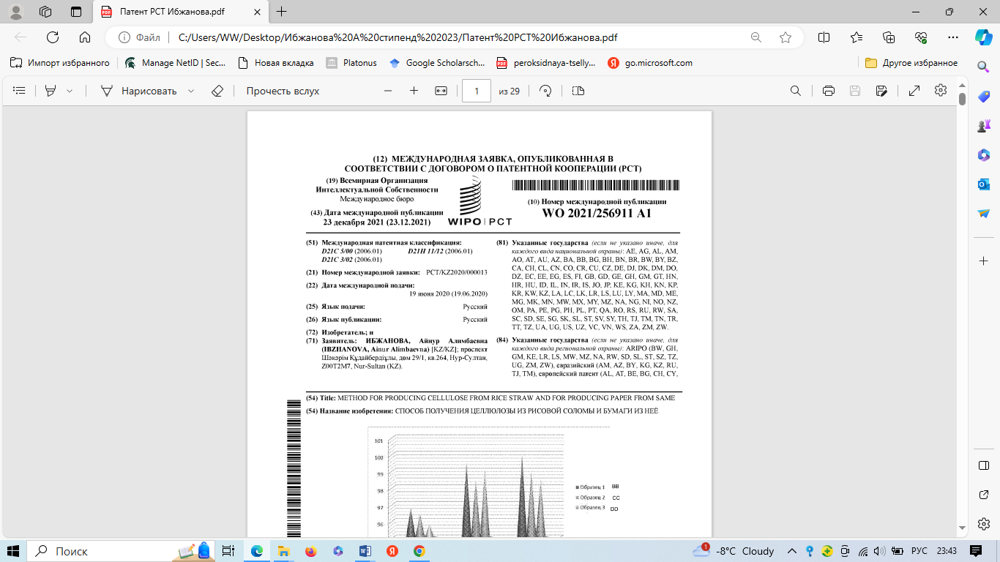 Патент РСТ Ибжанова.pdf
Файл
C:/Users/WW/Desktop/Ибжанова%20А%20стипенд%202023/Патент%20РСТ%20Ибжанова.pdf
Импорт избранного
Manage NetID | Sec...
Новая вкладка
Platonus
Google Scholarsch...
peroksidnaya-tselly...
go.microsoft.com
Другое избранное
Нарисовать
Прочесть вслух
1
из 29
(12) МЕЖДУНАРОДНАЯ ЗАЯВКА, ОПУБЛИКОВАННАЯ В
СООТВЕТСТВИИ С ДОГОВОРОМ О ПАТЕНТНОЙ КООПЕРАЦИИ (РСТ)
(19) Всемирная Организация
Интеллектуальной Собственности
Международное бюро
(43) Дата международной публикации
23 декабря 2021 (23.12.2021)
WIPO | PCT
(10) Номер международной публикации
WO 2021/256911 A1
(51) Международная патентная классификация:
D21C 5/00 (2006.01) D21H 11/12 (2006.01)
D21C 3/02 (2006.01)
(21) Номер международной заявки: PCT/KZ2020/000013
(22) Дата международной подачи:
19 июня 2020 (19.06.2020)
(25) Язык подачи: Русский
(26) Язык публикации: Русский
(72) Изобретатель; и
(71) Заявитель: ИБЖАНОВА, Айнур Алимбаевна
(IBZHANOVA, Ainur Alimbaevna) [KZ/KZ]; проспект
Шәкәрім Құдайбердіұлы, дом 29/1, кв.264, Нур-Султан,
Z00T2M7, Nur-Sultan (KZ).
(81) Указанные государства (если не указано иначе, для
каждого вида национальной охраны): AE, AG, AL, AM,
AO, AT, AU, AZ, BA, BB, BG, BH, BN, BR, BW, BY, BZ,
CA, CH, CL, CN, CO, CR, CU, CZ, DE, DJ, DK, DM, DO,
DZ, EC, EE, EG, ES, FI, GB, GD, GE, GH, GM, GT, HN,
HR, HU, ID, IL, IN, IR, IS, JO, JP, KE, KG, KH, KN, KP,
KR, KW, KZ, LA, LC, LK, LR, LS, LU, LY, MA, MD, ME,
MG, MK, MN, MW, MX, MY, MZ, NA, NG, NI, NO, NZ,
OM, PA, PE, PG, PH, PL, PT, QA, RO, RS, RU, RW, SA,
SC, SD, SE, SG, SK, SL, ST, SV, SY, TH, TJ, TM, TN, TR,
TT, TZ, UA, UG, US, UZ, VC, VN, WS, ZA, ZM, ZW.
(84) Указанные государства (если не указано иначе, для
каждого вида региональной охраны): ARIPO (BW, GH,
GM, KE, LR, LS, MW, MZ, NA, RW, SD, SL, ST, SZ, TZ,
UG, ZM, ZW), евразийский (AM, AZ, BY, KG, KZ, RU,
TJ, TM), европейский патент (AL, AT, BE, BG, CH, CY,
(54) Title: METHOD FOR PRODUCING CELLULOSE FROM RICE STRAW AND FOR PRODUCING PAPER FROM SAME
(54) Название изобретения: СПОСОБ ПОЛУЧЕНИЯ ЦЕЛЛЮЛОЗЫ ИЗ РИСОВОЙ СОЛОМЫ И БУМАГИ ИЗ НЕЁ
101
100
99
98
97
96
Образец 1 BB
Образец 2 CC
Образец 3 DD
Поиск
1
-8°C Cloudy
РУС
23:43